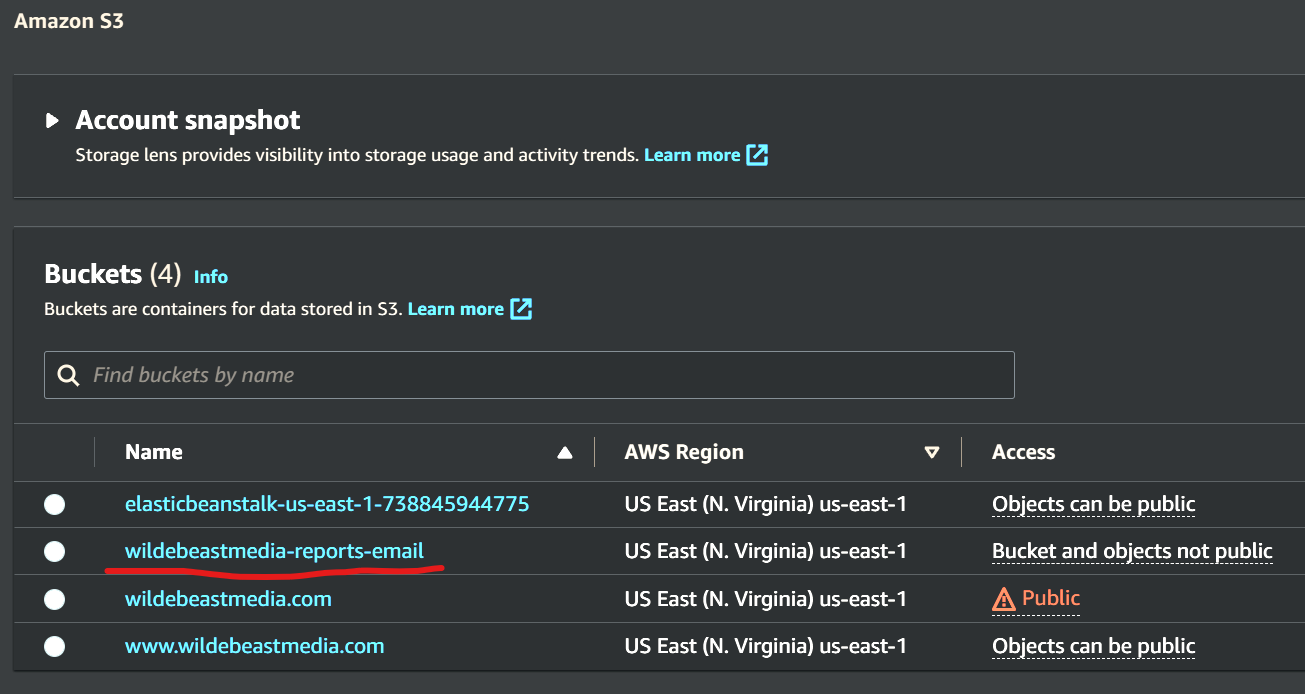 Amazon S3
Account snapshot
Storage lens provides visibility into storage usage and activity trends. Learn more
Buckets (4) Info
Buckets are containers for data stored in S3. Learn more
Find buckets by name
Name AWS Region Access
elasticbeanstalk-us-east-1-738845944775 US East (N. Virginia) us-east-1 Objects can be public
wildebeastmedia-reports-email US East (N. Virginia) us-east-1 Bucket and objects not public
wildebeastmedia.com US East (N. Virginia) us-east-1 Public
www.wildebeastmedia.com US East (N. Virginia) us-east-1 Objects can be public